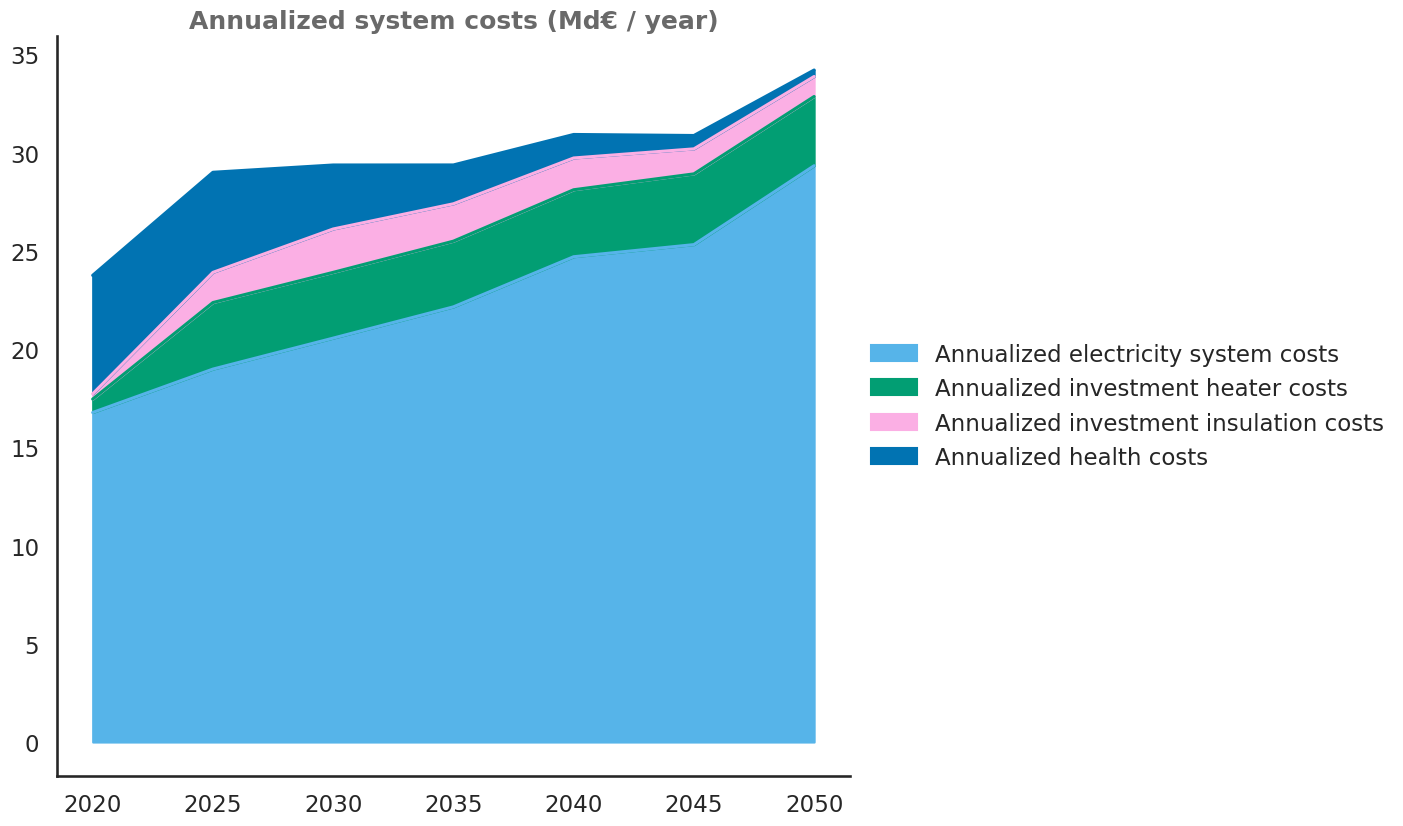 Annualized system costs (Md€ / year)
35
30
25
20
15
10
5
0
2020 2025 2030 2035 2040 2045 2050
Annualized electricity system costs
Annualized investment heater costs
Annualized investment insulation costs
Annualized health costs